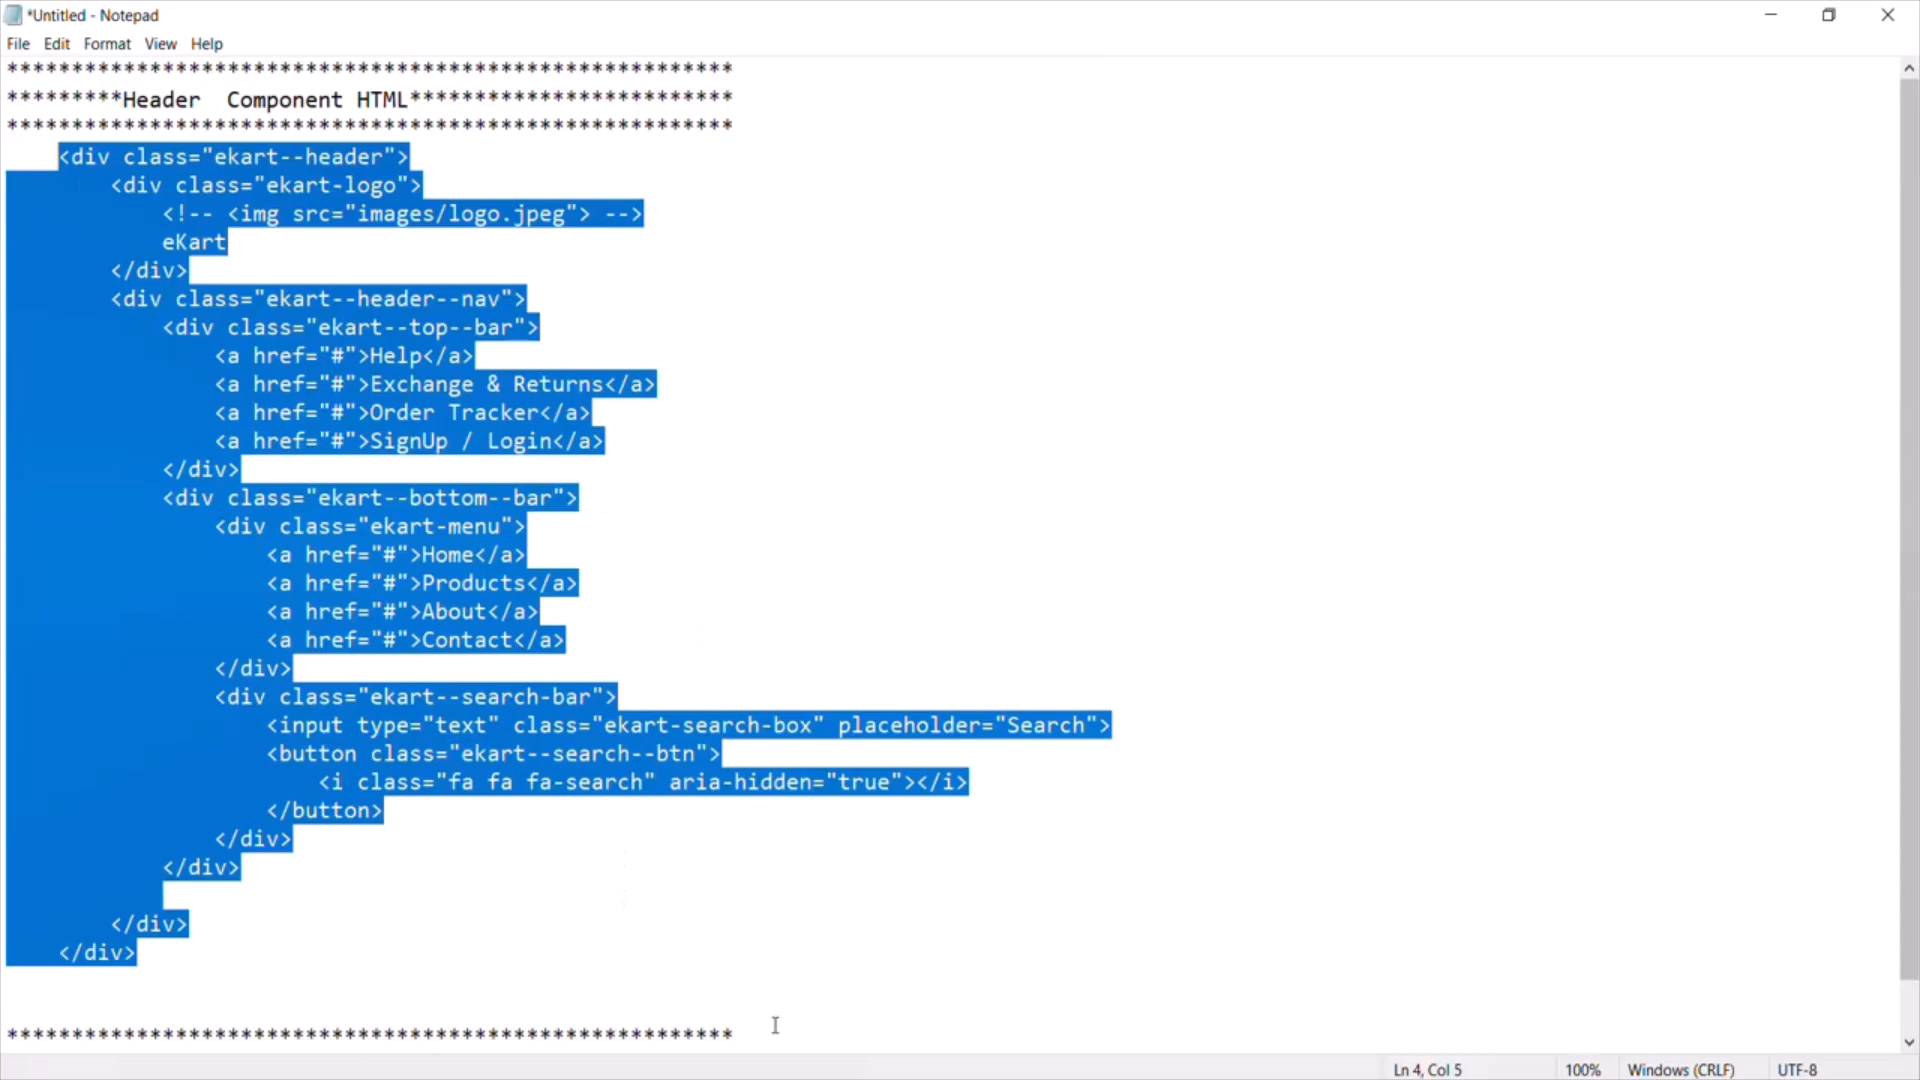 *Untitled - Notepad
File Edit Format View Help
********************************************************
*********Header  Component HTML*************************
********************************************************
    <div class="ekart--header">
        <div class="ekart-logo">
            <!-- <img src="images/logo.jpeg"> -->
            eKart
        </div>
        <div class="ekart--header--nav">
            <div class="ekart--top--bar">
                <a href="#">Help</a>
                <a href="#">Exchange & Returns</a>
                <a href="#">Order Tracker</a>
                <a href="#">SignUp / Login</a>
            </div>
            <div class="ekart--bottom--bar">
                <div class="ekart-menu">
                    <a href="#">Home</a>
                    <a href="#">Products</a>
                    <a href="#">About</a>
                    <a href="#">Contact</a>
                </div>
                <div class="ekart--search-bar">
                    <input type="text" class="ekart-search-box" placeholder="Search">
                    <button class="ekart--search--btn">
                        <i class="fa fa fa-search" aria-hidden="true"></i>
                    </button>
                </div>
            </div>
        </div>
    </div>
********************************************************
Ln 4, Col 5 100% Windows (CRLF) UTF-8